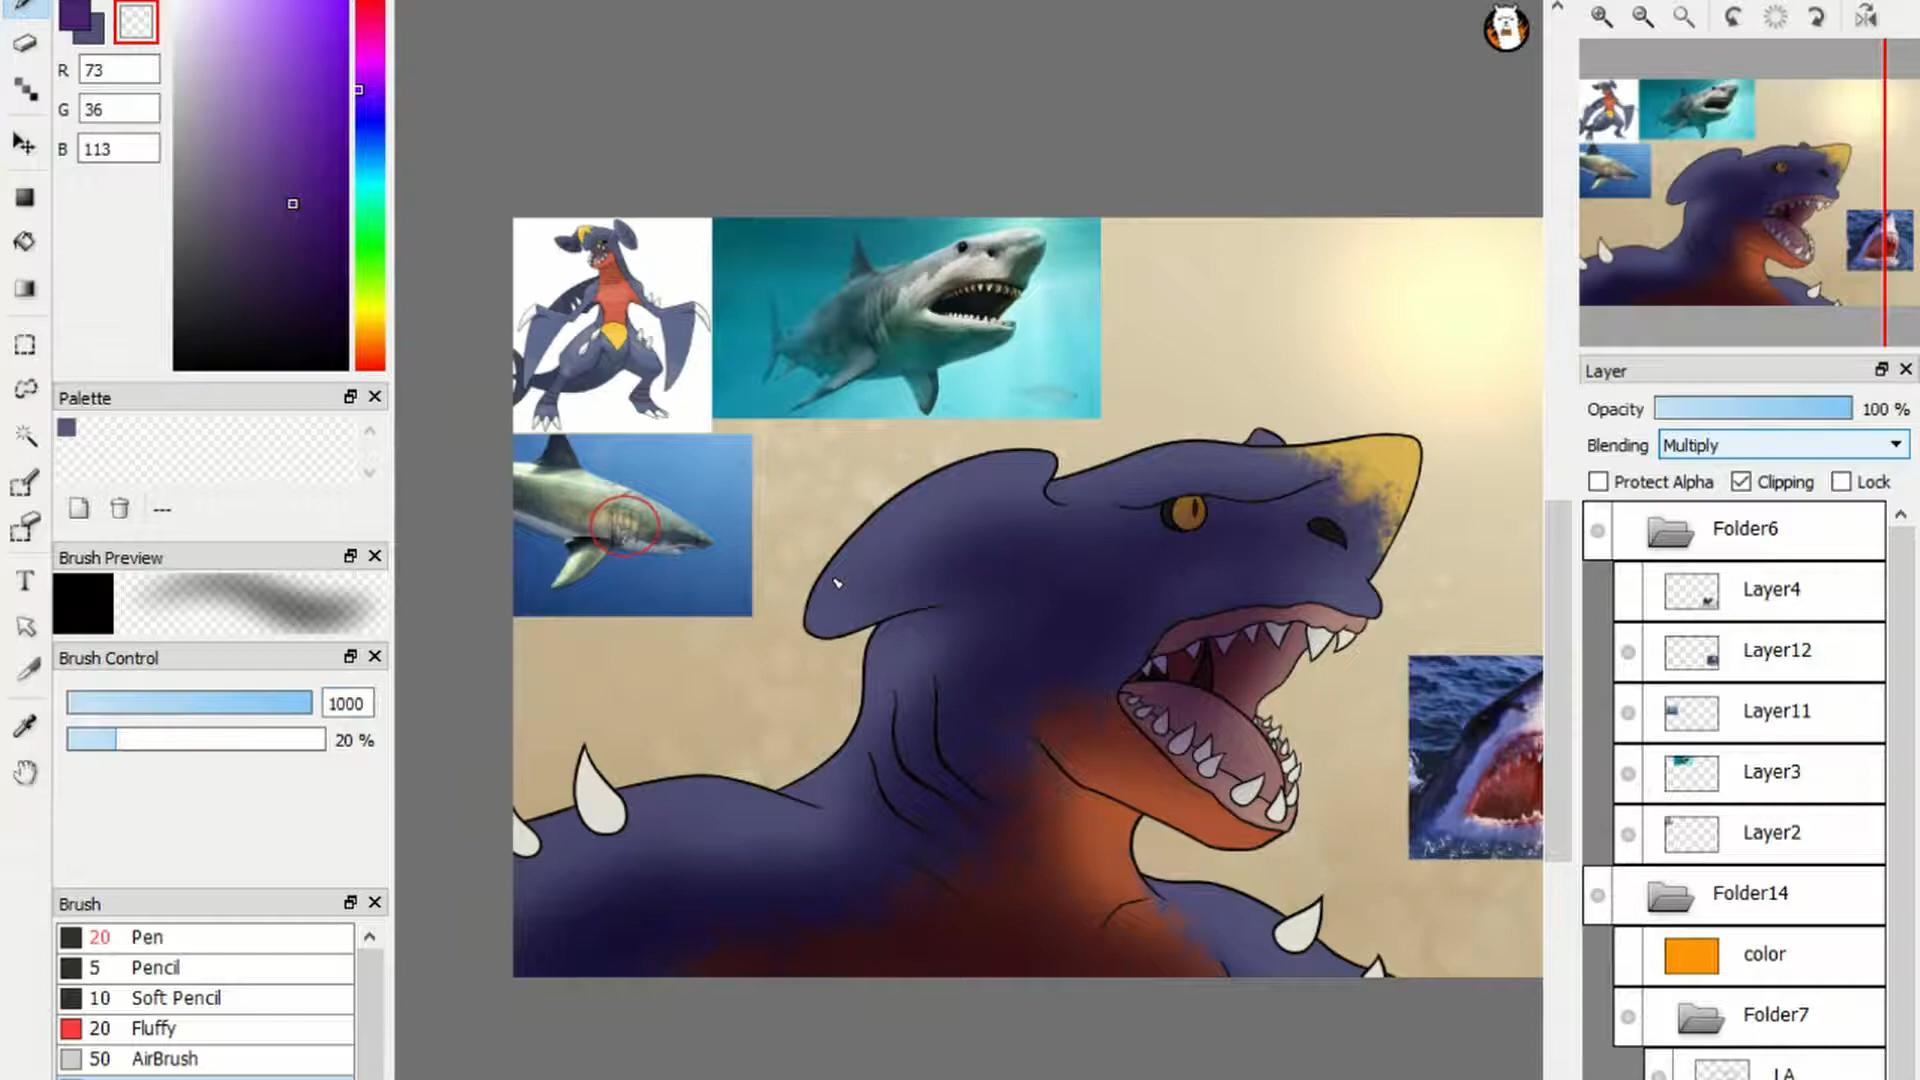 R 73
G 36
B 113
Palette
---
Brush Preview
Brush Control
1000
20 %
Brush
20 Pen
5 Pencil
10 Soft Pencil
20 Fluffy
50 AirBrush
T
Layer
Opacity 100 %
Blending Multiply
Protect Alpha Clipping Lock
Folder6
Layer4
Layer12
Layer11
Layer3
Layer2
Folder14
color
Folder7
LA